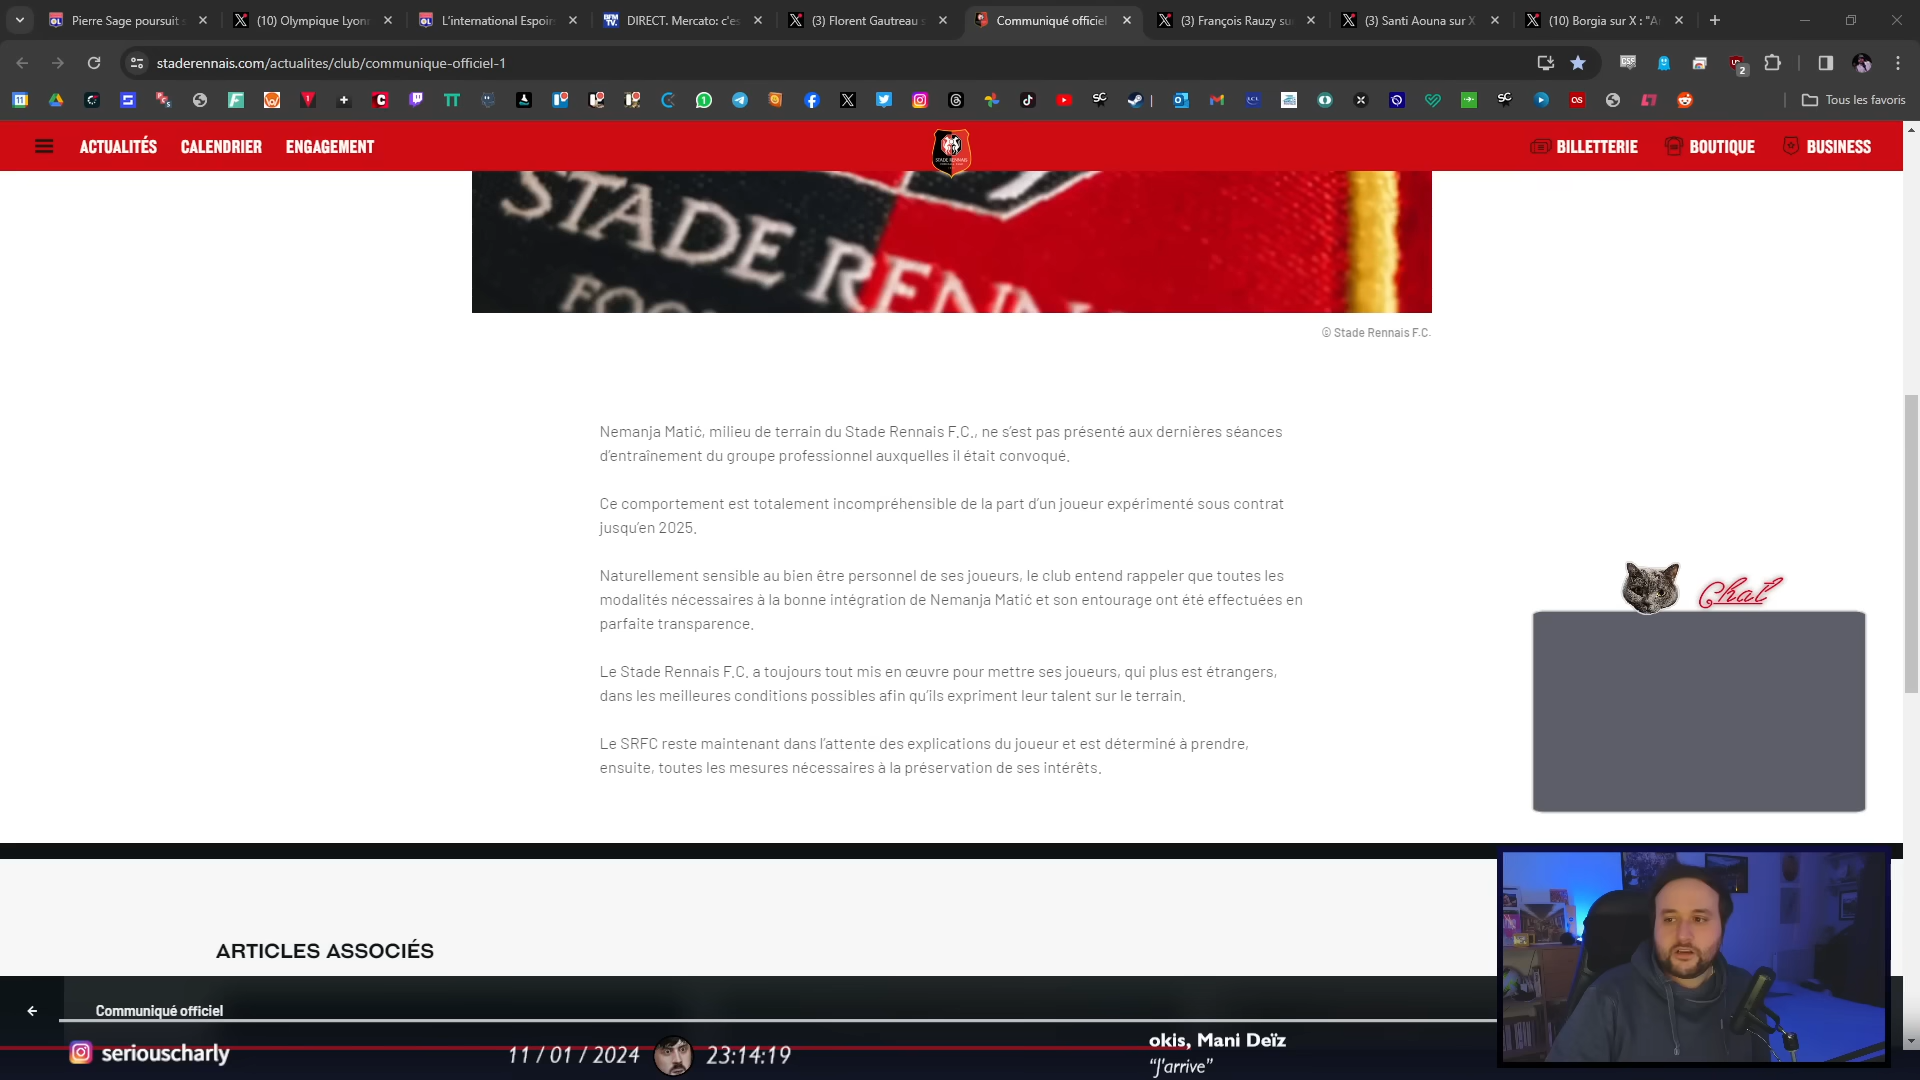 Pierre Sage poursuit
(10) Olympique Lyonn
L'international Espoir
DIRECT. Mercato: c'es
(3) Florent Gautreau s
Communiqué officiel
(3) François Rauzy su
(3) Santi Aouna sur X
(10) Borgia sur X : "A
staderennais.com/actualites/club/communique-officiel-1
Tous les favoris
ACTUALITÉS CALENDRIER ENGAGEMENT
BILLETTERIE BOUTIQUE BUSINESS
STADE RENN
FOO
© Stade Rennais F.C.
Nemanja Matić, milieu de terrain du Stade Rennais F.C., ne s'est pas présenté aux dernières séances
d'entraînement du groupe professionnel auxquelles il était convoqué.
Ce comportement est totalement incompréhensible de la part d'un joueur expérimenté sous contrat
jusqu'en 2025.
Naturellement sensible au bien être personnel de ses joueurs, le club entend rappeler que toutes les
modalités nécessaires à la bonne intégration de Nemanja Matić et son entourage ont été effectuées en
parfaite transparence.
Le Stade Rennais F.C. a toujours tout mis en œuvre pour mettre ses joueurs, qui plus est étrangers,
dans les meilleures conditions possibles afin qu'ils expriment leur talent sur le terrain.
Le SRFC reste maintenant dans l'attente des explications du joueur et est déterminé à prendre,
ensuite, toutes les mesures nécessaires à la préservation de ses intérêts.
Chat
ARTICLES ASSOCIÉS
Communiqué officiel
seriouscharly
11 / 01 / 2024
23:14:19
okis, Mani Deïz
"J'arrive"